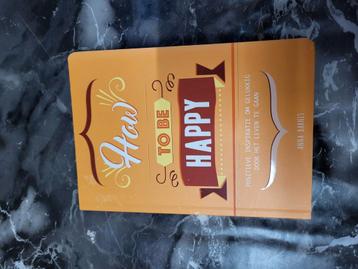 How
TO BE
HAPPY
POSITIEVE INSPIRATIE OM GELUKKIG
DOOR HET LEVEN TE GAAN
ANNA BARNES